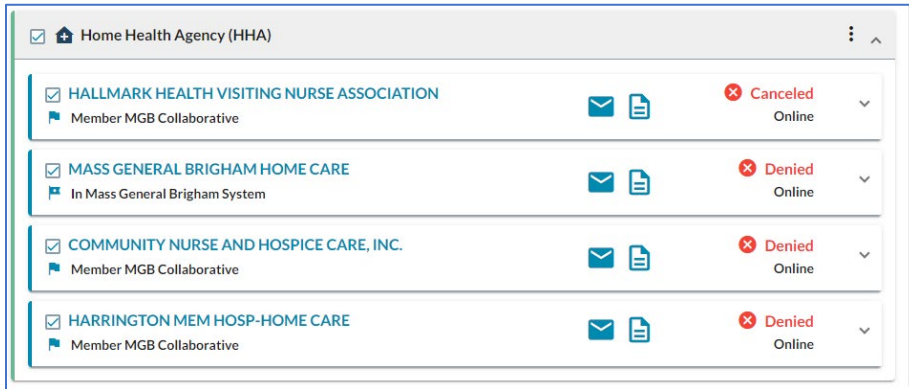 Home Health Agency (HHA)
HALLMARK HEALTH VISITING NURSE ASSOCIATION
Member MGB Collaborative
Canceled
Online
MASS GENERAL BRIGHAM HOME CARE
In Mass General Brigham System
Denied
Online
COMMUNITY NURSE AND HOSPICE CARE, INC.
Member MGB Collaborative
Denied
Online
HARRINGTON MEM HOSP-HOME CARE
Member MGB Collaborative
Denied
Online